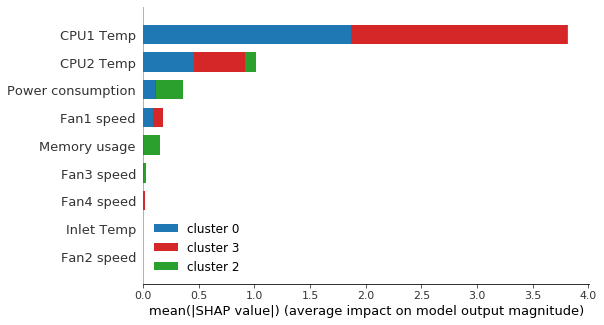 CPU1 Temp
CPU2 Temp
Power consumption
Fan1 speed
Memory usage
Fan3 speed
Fan4 speed
Inlet Temp
Fan2 speed
cluster 0
cluster 3
cluster 2
0.0 0.5 1.0 1.5 2.0 2.5 3.0 3.5 4.0
mean(|SHAP value|) (average impact on model output magnitude)